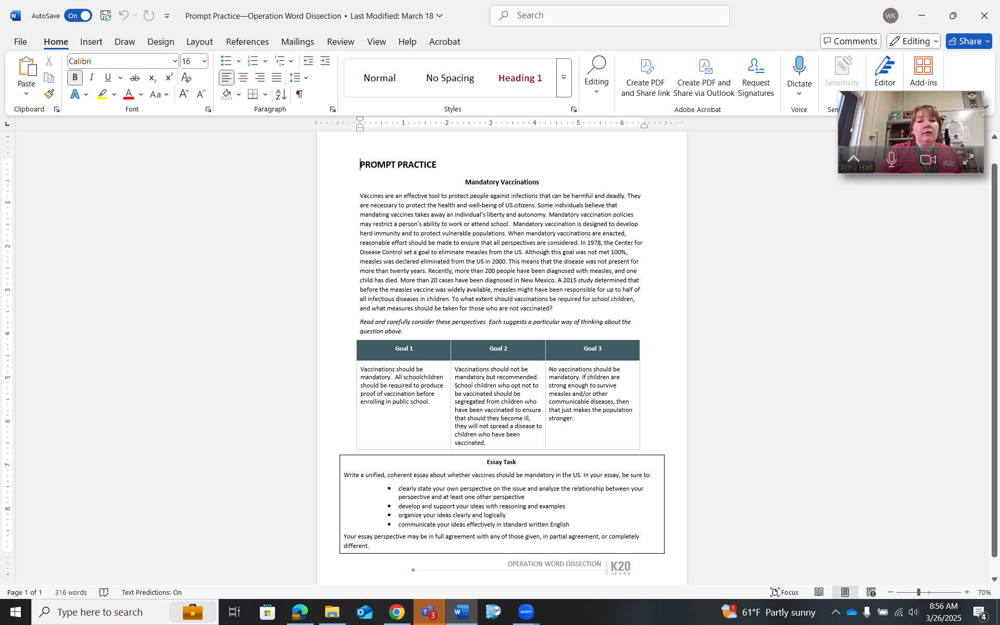 AutoSave On Prompt Practice—Operation Word Dissection • Last Modified: March 18 Search WK
File Home Insert Draw Design Layout References Mailings Review View Help Acrobat Comments Editing Share
Calibri 16
Paste
Clipboard Font Paragraph
Normal No Spacing Heading 1
Styles
Editing
Create PDF and Share link
Create PDF and Share via Outlook
Request Signatures
Adobe Acrobat
Dictate
Voice
Sensitivity
Sen
Editor
Add-ins
Amy Hall
1 2 3 4 5 6
PROMPT PRACTICE
Mandatory Vaccinations
Vaccines are an effective tool to protect people against infections that can be harmful and deadly. They
are necessary to protect the health and well-being of US citizens. Some individuals believe that
mandating vaccines takes away an individual's liberty and autonomy. Mandatory vaccination policies
may restrict a person's ability to work or attend school.  Mandatory vaccination is designed to develop
herd immunity and to protect vulnerable populations. When mandatory vaccinations are enacted,
reasonable effort should be made to ensure that all perspectives are considered. In 1978, the Center for
Disease Control set a goal to eliminate measles from the US. Although this goal was not met 100%,
measles was declared eliminated from the US in 2000. This means that the disease was not present for
more than twenty years. Recently, more than 200 people have been diagnosed with measles, and one
child has died. More than 20 cases have been diagnosed in New Mexico. A 2015 study determined that
before the measles vaccine was widely available, measles might have been responsible for up to half of
all infectious diseases in children. To what extent should vaccinations be required for school children,
and what measures should be taken for those who are not vaccinated?
Read and carefully consider these perspectives. Each suggests a particular way of thinking about the
question above.
Goal 1
Vaccinations should be
mandatory.  All schoolchildren
should be required to produce
proof of vaccination before
enrolling in public school.
Goal 2
Vaccinations should not be
mandatory but recommended.
School children who opt not to
be vaccinated should be
segregated from children who
have been vaccinated to ensure
that should they become ill,
they will not spread a disease to
children who have been
vaccinated.
Goal 3
No vaccinations should be
mandatory. If children are
strong enough to survive
measles and/or other
communicable diseases, then
that just makes the population
stronger.
Essay Task
Write a unified, coherent essay about whether vaccines should be mandatory in the US. In your essay, be sure to:
• clearly state your own perspective on the issue and analyze the relationship between your
perspective and at least one other perspective
• develop and support your ideas with reasoning and examples
• organize your ideas clearly and logically
• communicate your ideas effectively in standard written English
Your essay perspective may be in full agreement with any of those given, in partial agreement, or completely
different.
OPERATION WORD DISSECTION K20
LEARN
1
2
3
4
5
6
7
8
Page 1 of 1 316 words Text Predictions: On Focus 70%
Type here to search 3 zoom 1 61°F Partly sunny 8:56 AM
3/26/2025 4